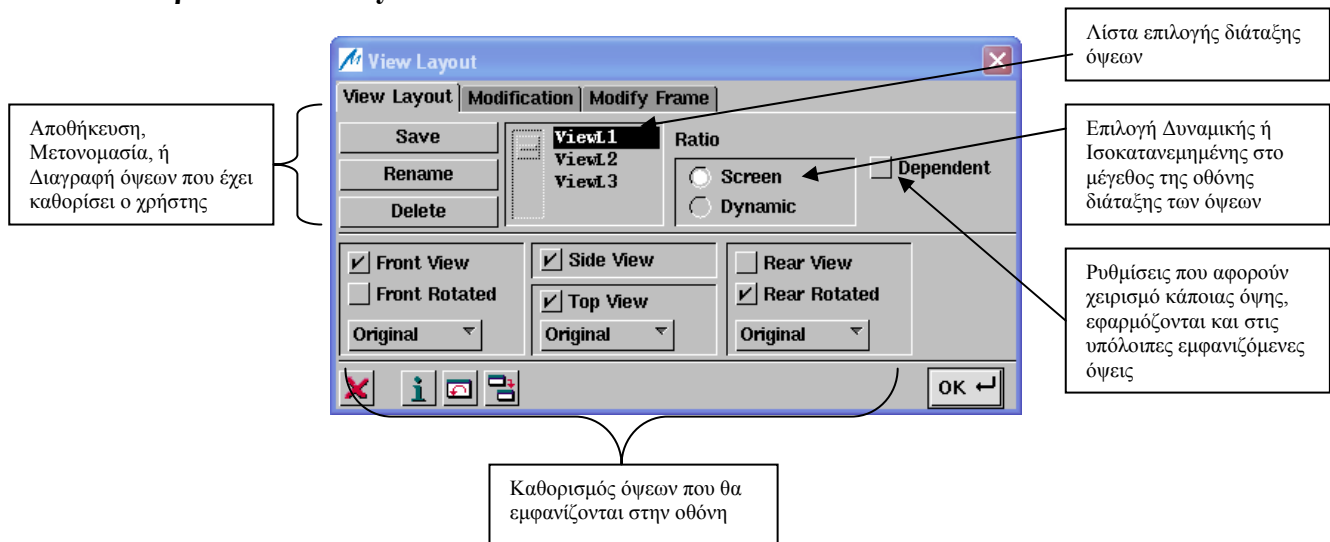 Λίστα επιλογής διάταξης
όψεων
View Layout
View Layout Modification Modify Frame
Αποθήκευση,
Μετονομασία, ή
Διαγραφή όψεων που έχει
καθορίσει ο χρήστης
Save
Rename
Delete
ViewL1
ViewL2
ViewL3
Ratio
Screen
Dynamic
Dependent
Επιλογή Δυναμικής ή
Ισοκατανεμημένης στο
μέγεθος της οθόνης
διάταξης των όψεων
Front View
Front Rotated
Original
Side View
Top View
Original
Rear View
Rear Rotated
Original
Ρυθμίσεις που αφορούν
χειρισμό κάποιας όψης,
εφαρμόζονται και στις
υπόλοιπες εμφανιζόμενες
όψεις
OK
Καθορισμός όψεων που θα
εμφανίζονται στην οθόνη